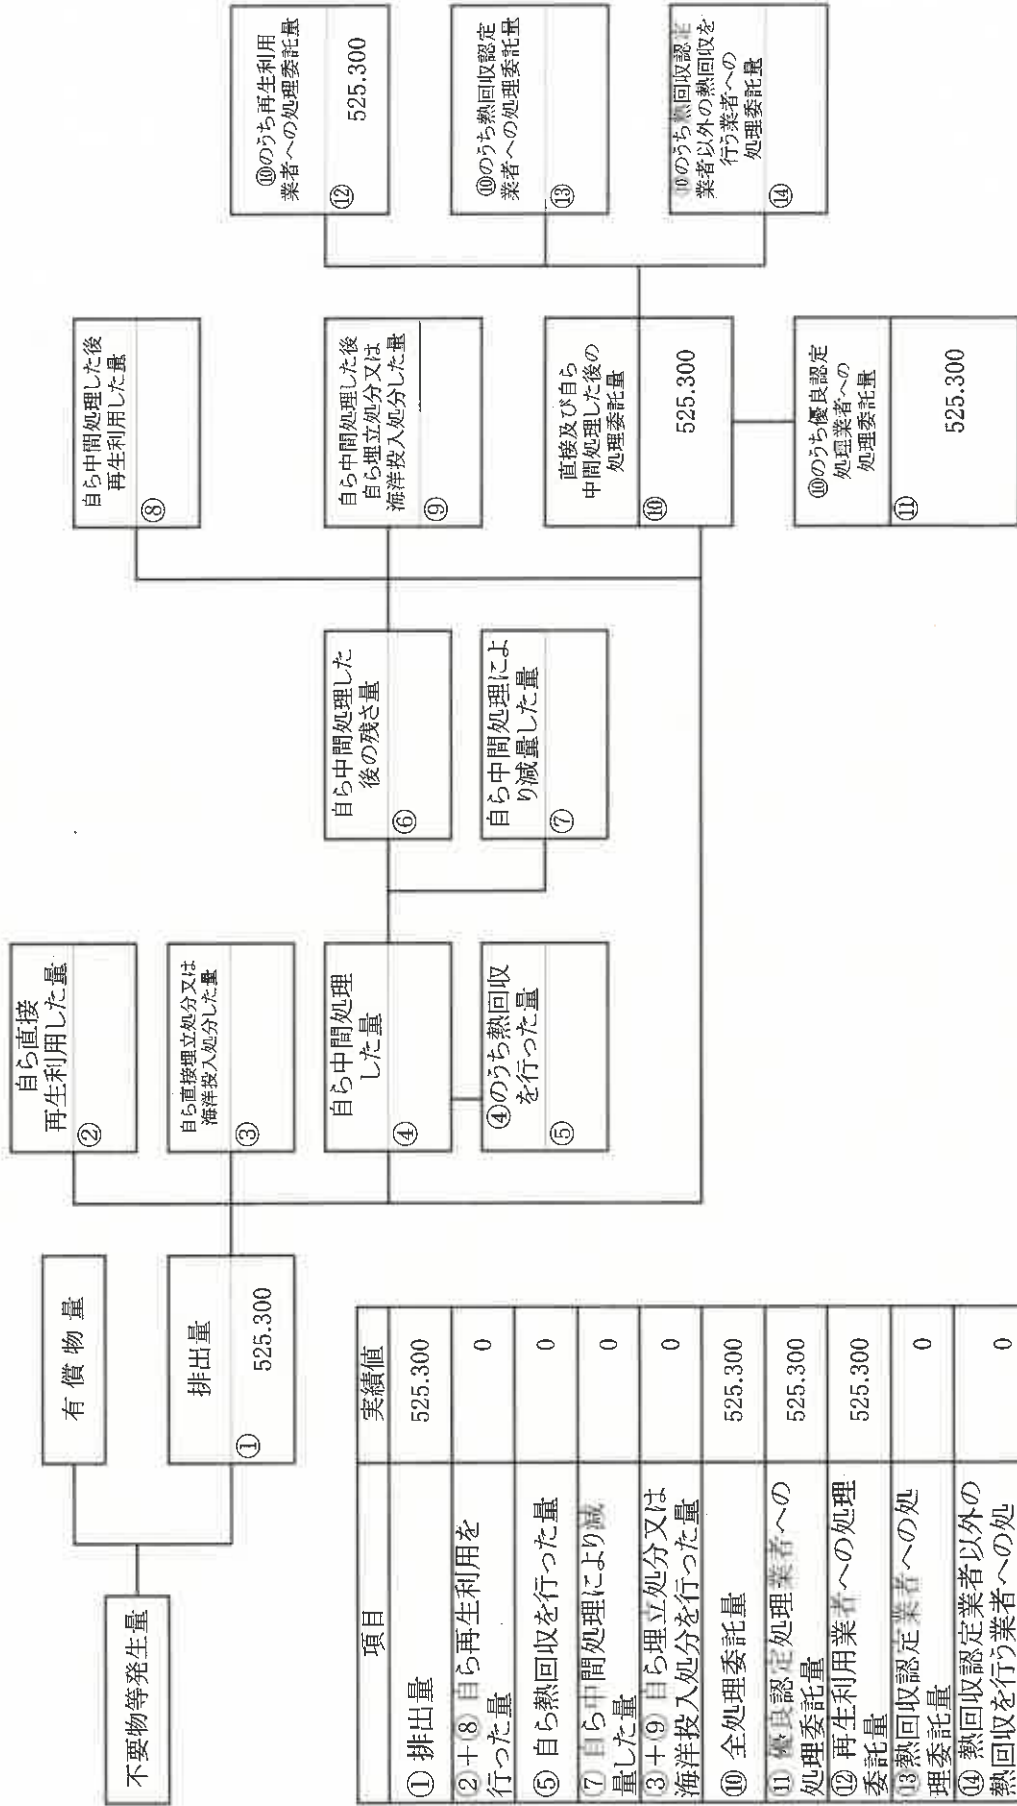 不要物等発生量
有償物量
排出量
①
525.300
自ら直接
再生利用した量
②
自ら直接埋立処分又は
海洋投入処分した量
③
自ら中間処理
した量
④
④のうち熱回収
を行った量
⑤
自ら中間処理した
後の残さ量
⑥
自ら中間処理によ
り減量した量
⑦
自ら中間処理した後
再生利用した量
⑧
自ら中間処理した後
自ら埋立処分又は
海洋投入処分した量
⑨
直接及び自ら
中間処理した後の
処理委託量
⑩
525.300
⑩のうち優良認定
処理業者への
処理委託量
⑪
525.300
⑩のうち再生利用
業者への処理委託量
⑫
525.300
⑩のうち熱回収認定
業者への処理委託量
⑬
⑩のうち熱回収認定
業者以外の熱回収を
行う業者への
処理委託量
⑭
項目 実績値
① 排出量 525.300
②+⑧ 自ら再生利用を
行った量 0
⑤ 自ら熱回収を行った量 0
⑦ 自ら中間処理により減
量した量 0
③+⑨ 自ら埋立処分又は
海洋投入処分を行った量 0
⑩ 全処理委託量 525.300
⑪ 優良認定処理業者への
処理委託量 525.300
⑫ 再生利用業者への処理
委託量 525.300
⑬熱回収認定業者への処
理委託量 0
⑭ 熱回収認定業者以外の
熱回収を行う業者への処 0